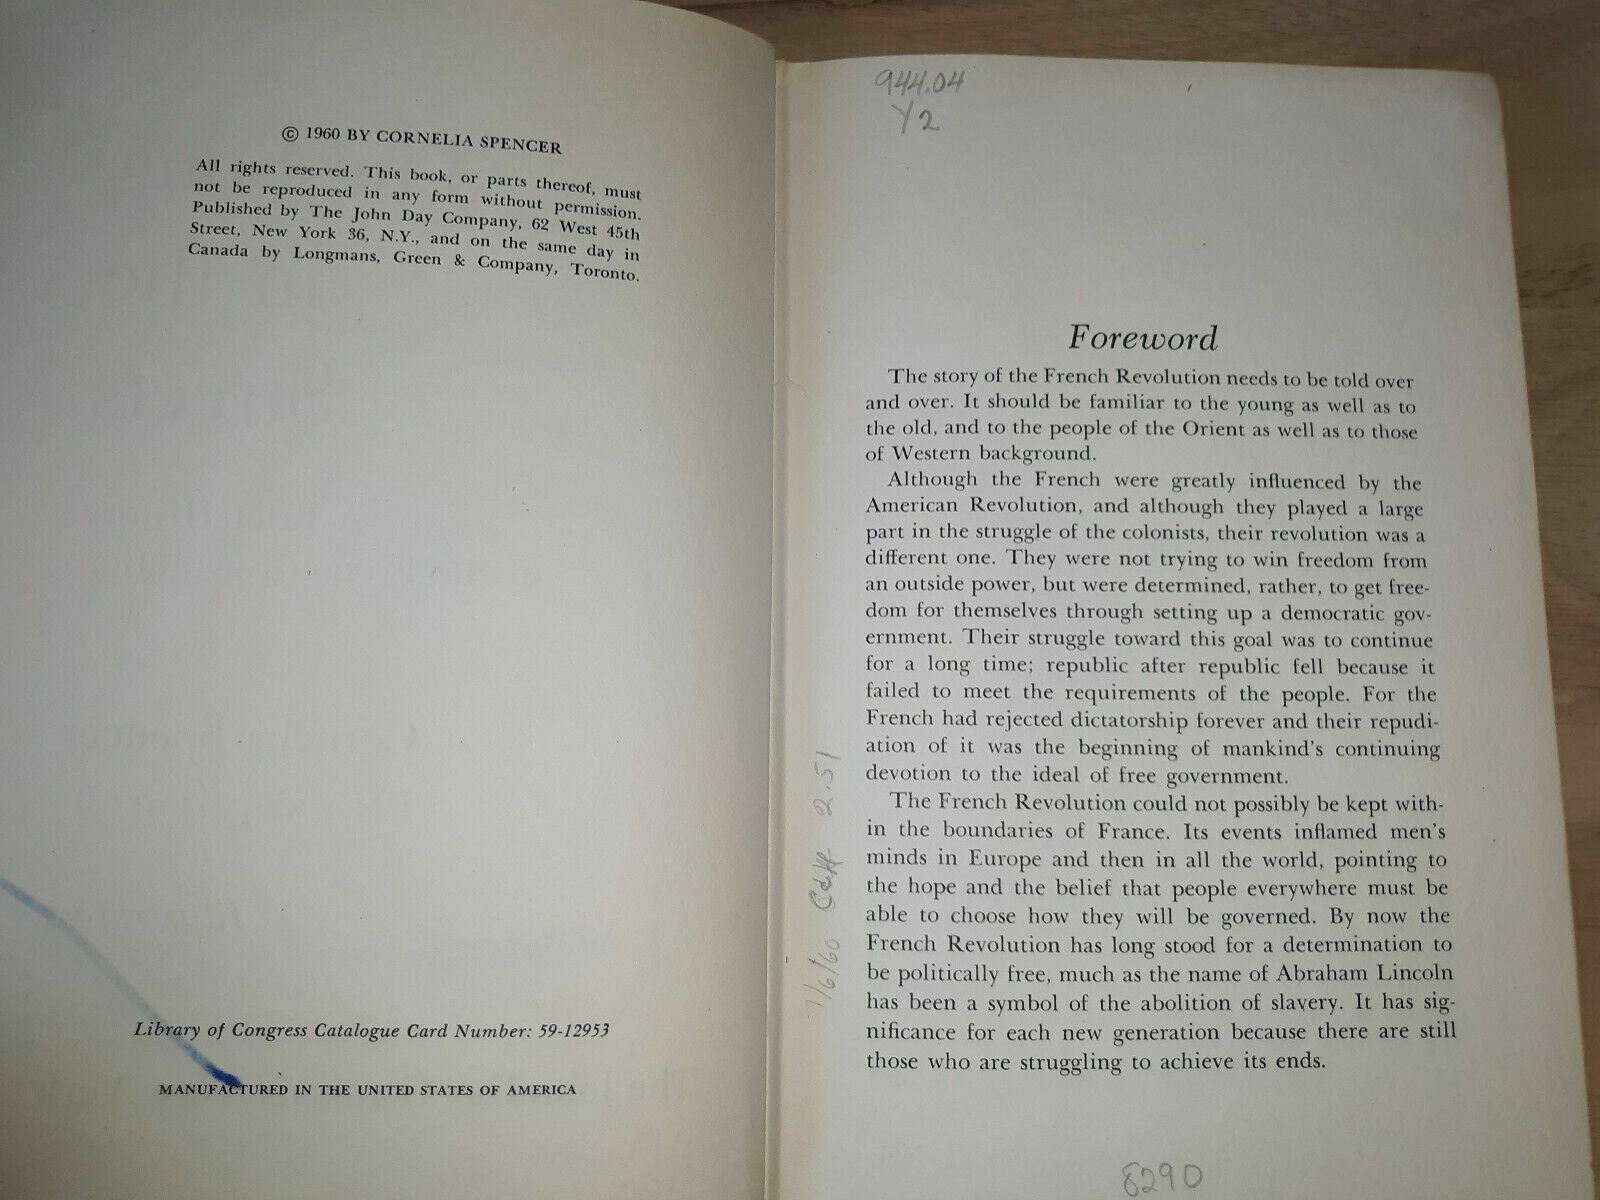 © 1960 BY CORNELIA SPENCER
All rights reserved. This book, or parts thereof, must
not be reproduced in any form without permission.
Published by The John Day Company, 62 West 45th
Street, New York 36, N.Y., and on the same day in
Canada by Longmans, Green & Company, Toronto.
Library of Congress Catalogue Card Number: 59-12953
MANUFACTURED IN THE UNITED STATES OF AMERICA
944.04
Y2
Foreword
The story of the French Revolution needs to be told over
and over. It should be familiar to the young as well as to
the old, and to the people of the Orient as well as to those
of Western background.
Although the French were greatly influenced by the
American Revolution, and although they played a large
part in the struggle of the colonists, their revolution was a
different one. They were not trying to win freedom from
an outside power, but were determined, rather, to get free-
dom for themselves through setting up a democratic gov-
ernment. Their struggle toward this goal was to continue
for a long time; republic after republic fell because it
failed to meet the requirements of the people. For the
French had rejected dictatorship forever and their repudi-
ation of it was the beginning of mankind's continuing
devotion to the ideal of free government.
The French Revolution could not possibly be kept with-
in the boundaries of France. Its events inflamed men's
minds in Europe and then in all the world, pointing to
the hope and the belief that people everywhere must be
able to choose how they will be governed. By now the
French Revolution has long stood for a determination to
be politically free, much as the name of Abraham Lincoln
has been a symbol of the abolition of slavery. It has sig-
nificance for each new generation because there are still
those who are struggling to achieve its ends.
7/6/60 2.51
8290